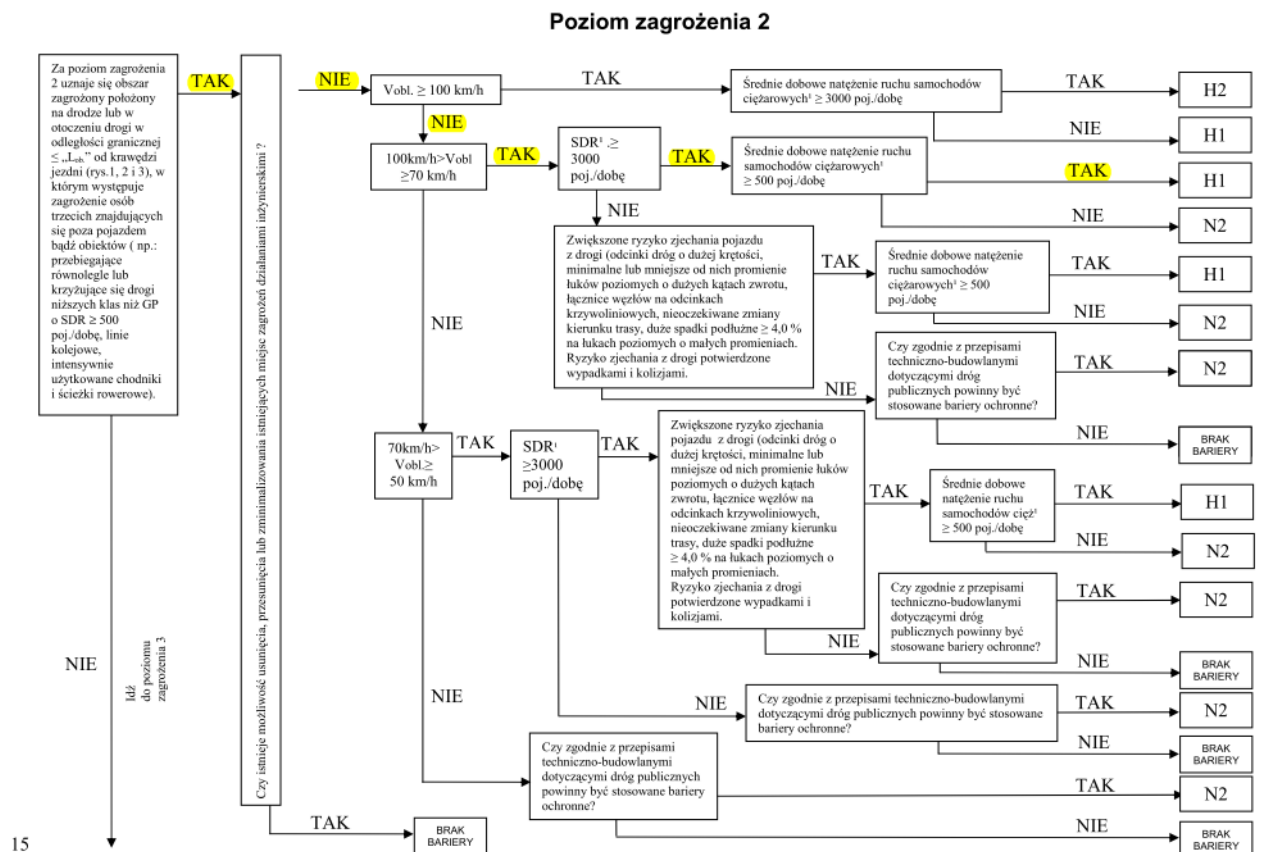 Poziom zagrożenia 2
Za poziom zagrożenia
2 uznaje się obszar
zagrożony położony
na drodze lub w
otoczeniu drogi w
odległości granicznej
≤ „Lob.” od krawędzi
jezdni (rys.1, 2 i 3), w
którym występuje
zagrożenie osób
trzecich znajdujących
się poza pojazdem
bądź obiektów ( np.:
przebiegające
równolegle lub
krzyżujące się drogi
niższych klas niż GP
o SDR ≥ 500
poj./dobę, linie
kolejowe,
intensywnie
użytkowane chodniki
i ścieżki rowerowe).
TAK
NIE
Idź
do poziomu
zagrożenia 3
Czy istnieje możliwość usunięcia, przesunięcia lub zminimalizowania istniejących miejsc zagrożeń działaniami inżynierskimi ?
TAK
BRAK
BARIERY
NIE
Vobl. ≥ 100 km/h
TAK
Średnie dobowe natężenie ruchu samochodów
ciężarowych¹ ≥ 3000 poj./dobę
TAK
H2
NIE
H1
NIE
100km/h>Vobl
≥70 km/h
TAK
SDR¹ .≥
3000
poj./dobę
TAK
Średnie dobowe natężenie ruchu
samochodów ciężarowych¹
≥ 500 poj./dobę
TAK
H1
NIE
N2
NIE
Zwiększone ryzyko zjechania pojazdu
z drogi (odcinki dróg o dużej krętości,
minimalne lub mniejsze od nich promienie
łuków poziomych o dużych kątach zwrotu,
łącznice węzłów na odcinkach
krzywoliniowych, nieoczekiwane zmiany
kierunku trasy, duże spadki podłużne ≥ 4,0 %
na łukach poziomych o małych promieniach.
Ryzyko zjechania z drogi potwierdzone
wypadkami i kolizjami.
TAK
Średnie dobowe natężenie
ruchu samochodów
ciężarowych¹ ≥ 500
poj./dobę
TAK
H1
NIE
N2
NIE
Czy zgodnie z przepisami
techniczno-budowlanymi
dotyczącymi dróg
publicznych powinny być
stosowane bariery ochronne?
TAK
N2
NIE
BRAK
BARIERY
NIE
70km/h>
Vobl.≥
50 km/h
TAK
SDR¹
≥3000
poj./dobę
TAK
Zwiększone ryzyko zjechania
pojazdu z drogi (odcinki dróg o
dużej krętości, minimalne lub
mniejsze od nich promienie łuków
poziomych o dużych kątach
zwrotu, łącznice węzłów na
odcinkach krzywoliniowych,
nieoczekiwane zmiany kierunku
trasy, duże spadki podłużne
≥ 4,0 % na łukach poziomych o
małych promieniach.
Ryzyko zjechania z drogi
potwierdzone wypadkami i
kolizjami.
TAK
Średnie dobowe
natężenie ruchu
samochodów cięż¹
≥ 500 poj./dobę
TAK
H1
NIE
N2
NIE
Czy zgodnie z przepisami
techniczno-budowlanymi
dotyczącymi dróg
publicznych powinny być
stosowane bariery ochronne?
TAK
N2
NIE
BRAK
BARIERY
NIE
Czy zgodnie z przepisami techniczno-budowlanymi
dotyczącymi dróg publicznych powinny być stosowane
bariery ochronne?
TAK
N2
NIE
BRAK
BARIERY
NIE
Czy zgodnie z przepisami
techniczno-budowlanymi
dotyczącymi dróg publicznych
powinny być stosowane bariery
ochronne?
TAK
N2
NIE
BRAK
BARIERY
15